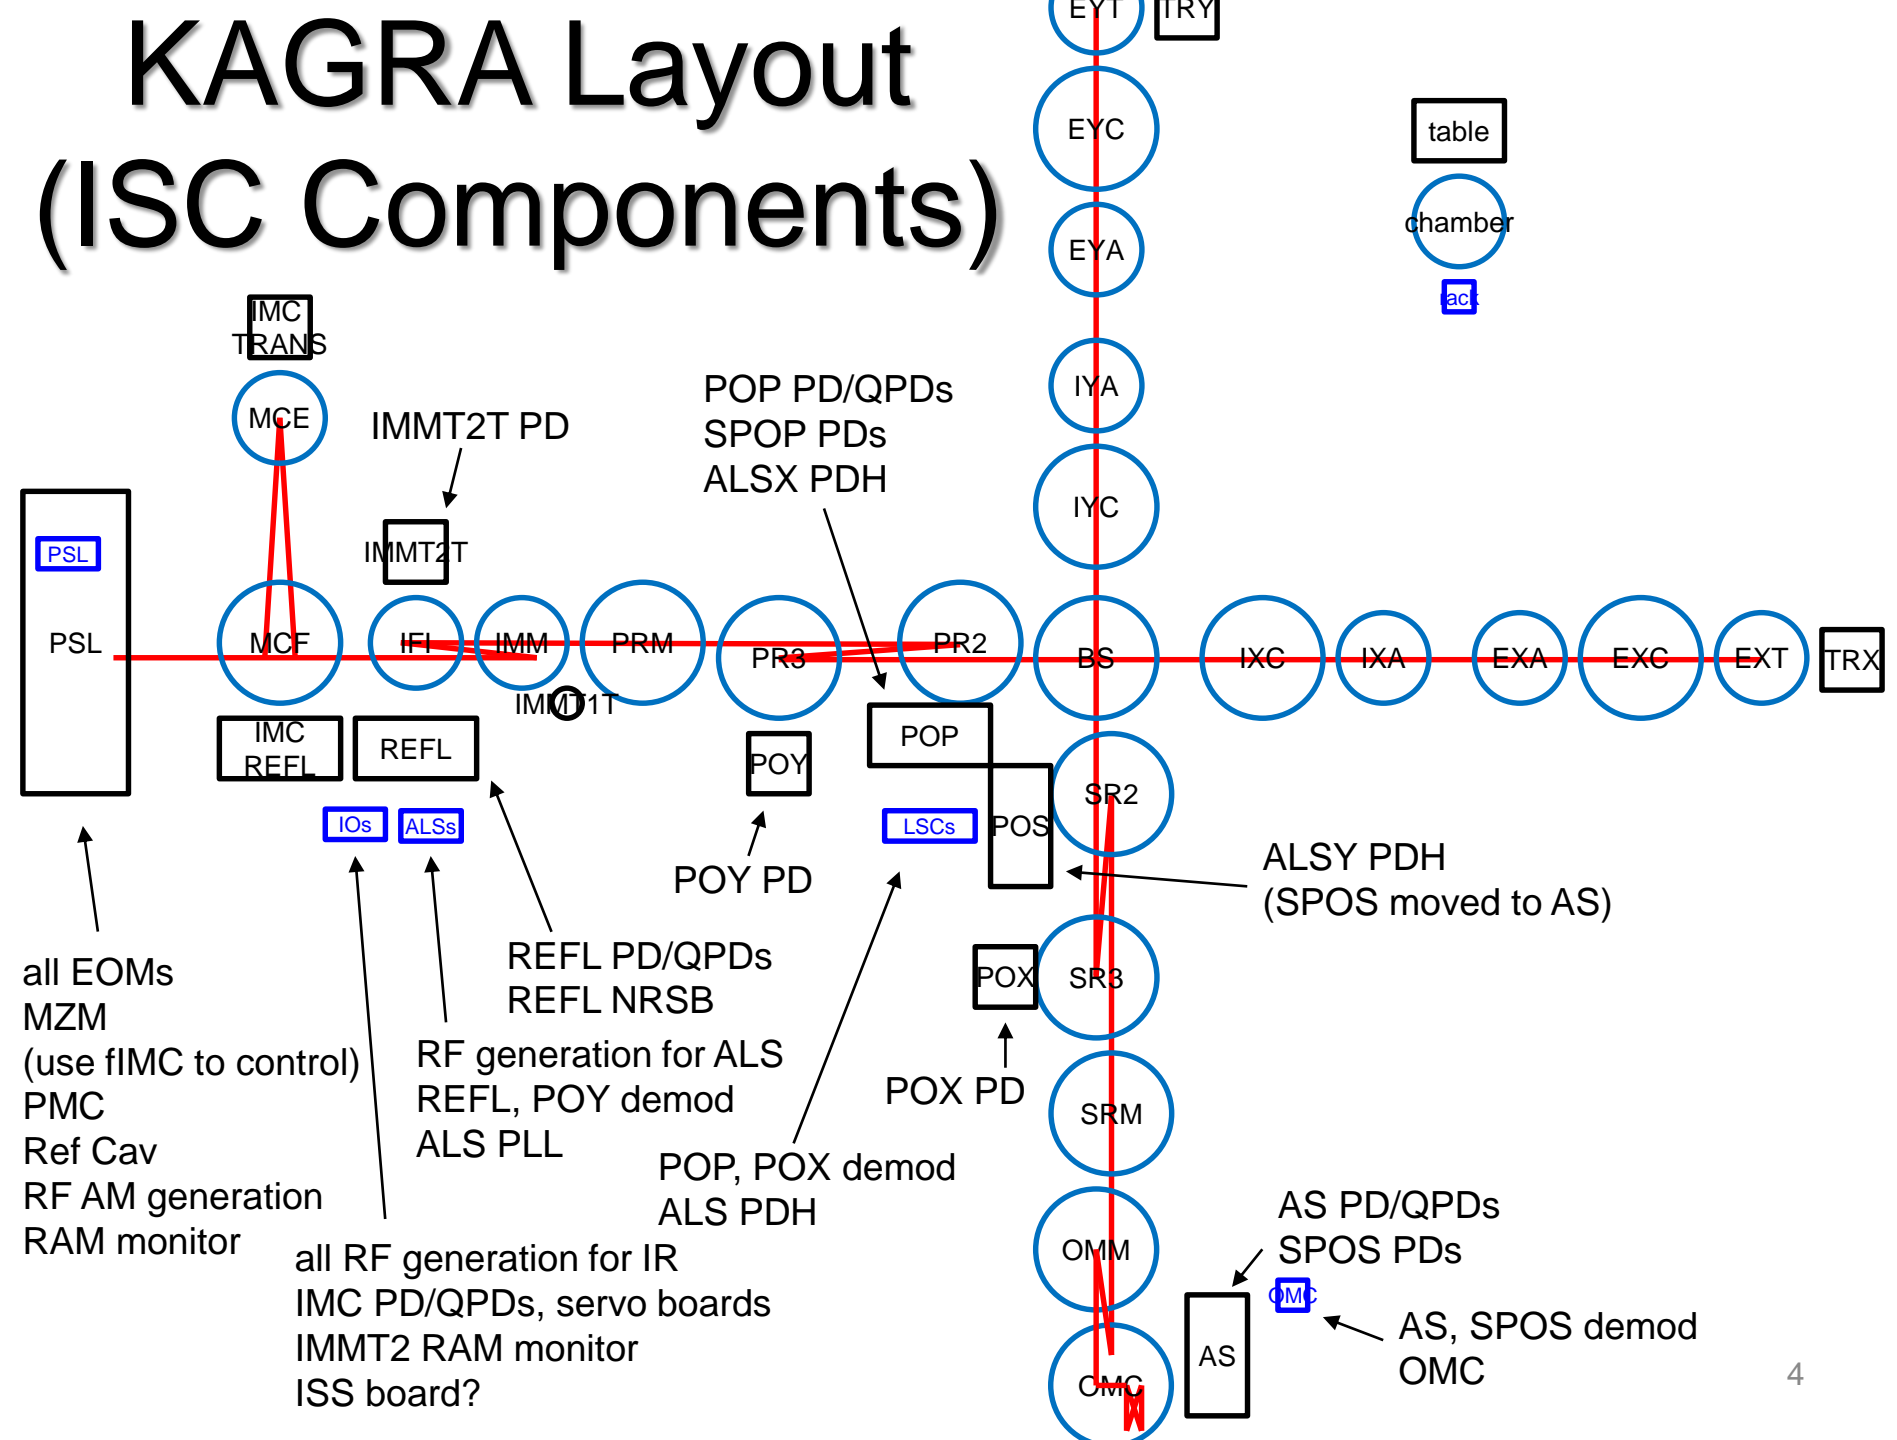 KAGRA Layout
(ISC Components)
EYT
TRY
EYC
EYA
IYA
IYC
table
chamber
rack
IMC
TRANS
MCE
IMMT2T PD
IMMT2T
POP PD/QPDs
SPOP PDs
ALSX PDH
PSL
PSL
MCF
IFI
IMM
PRM
PR3
PR2
BS
IXC
IXA
EXA
EXC
EXT
TRX
IMMT1T
IMC
REFL
REFL
POY
POP
POS
SR2
IOs
ALSs
LSCs
POY PD
ALSY PDH
(SPOS moved to AS)
all EOMs
MZM
(use fIMC to control)
PMC
Ref Cav
RF AM generation
RAM monitor
REFL PD/QPDs
REFL NRSB
RF generation for ALS
REFL, POY demod
ALS PLL
POX
SR3
POX PD
SRM
POP, POX demod
ALS PDH
all RF generation for IR
IMC PD/QPDs, servo boards
IMMT2 RAM monitor
ISS board?
OMM
OMC
AS PD/QPDs
SPOS PDs
OMC
AS
AS, SPOS demod
OMC
4